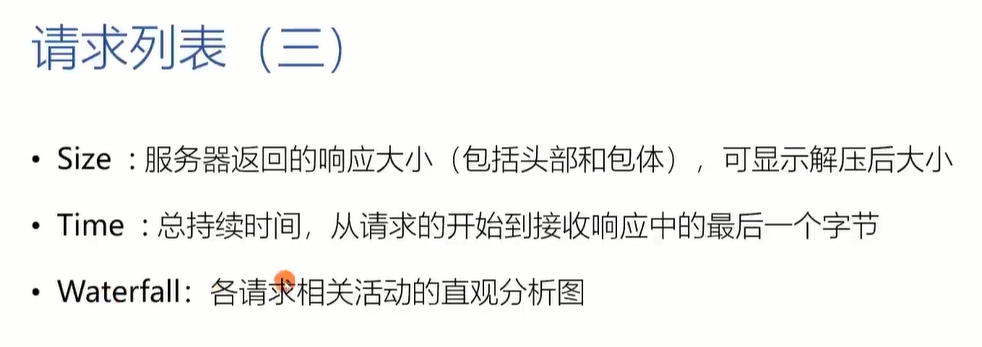 请求列表（三）
• Size ：服务器返回的响应大小（包括头部和包体），可显示解压后大小
• Time ：总持续时间，从请求的开始到接收响应中的最后一个字节
• Waterfall：各请求相关活动的直观分析图